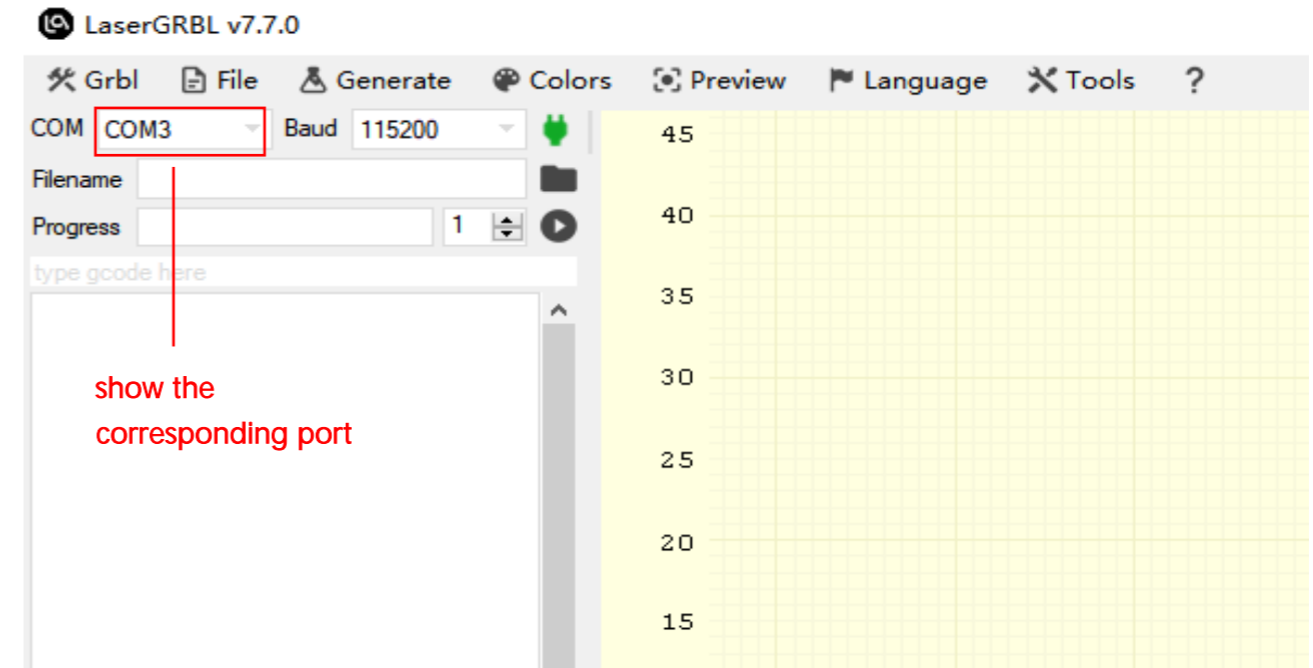 LaserGRBL v7.7.0
Grbl File Generate Colors Preview Language Tools ?
COM COM3 Baud 115200
Filename
Progress 1
type gcode here
show the
corresponding port
45
40
35
30
25
20
15